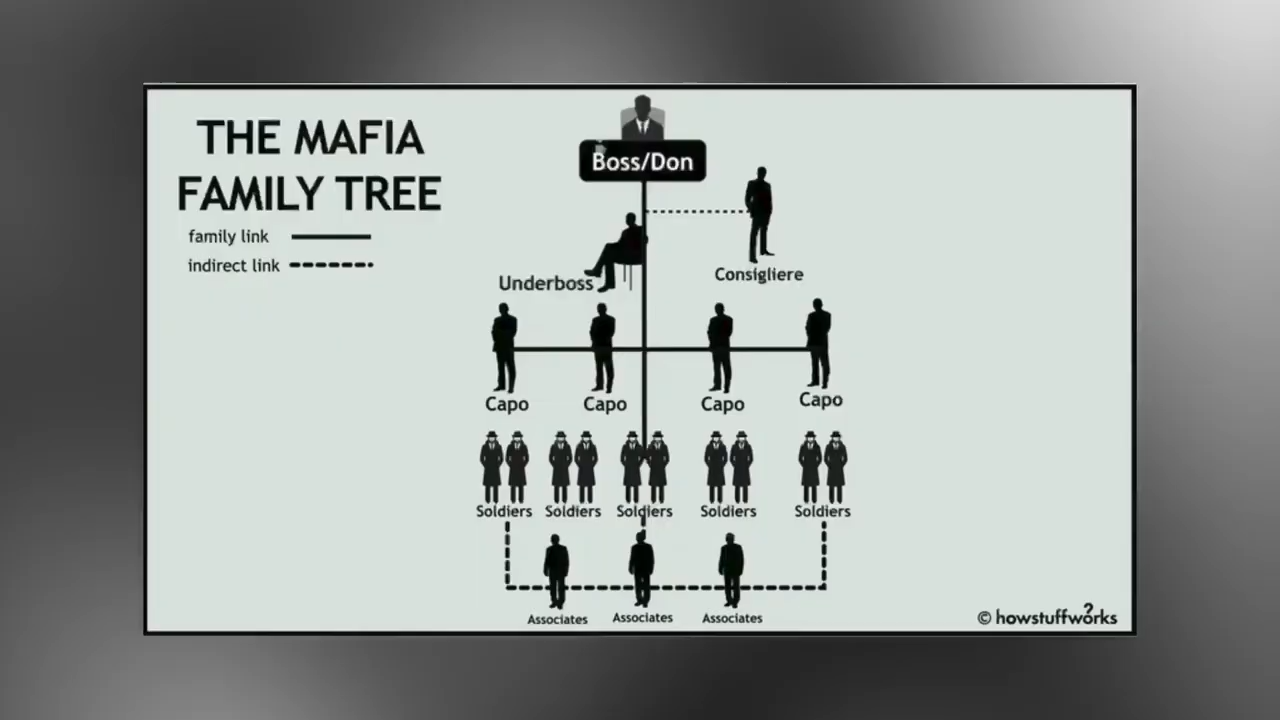 THE MAFIA
FAMILY TREE
family link
indirect link
Boss/Don
Underboss
Consigliere
Capo Capo Capo Capo
Soldiers Soldiers Soldiers Soldiers Soldiers
Associates Associates Associates
© howstuffworks
?